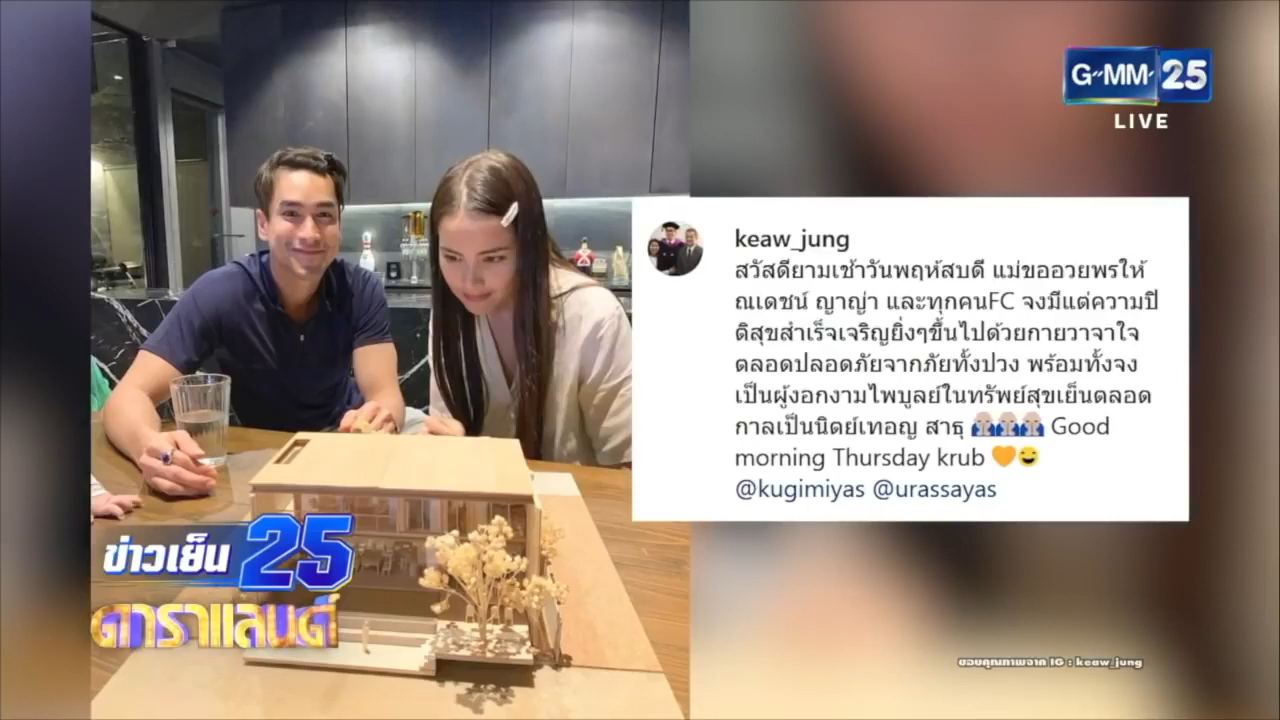 G"MM' 25
LIVE
keaw_jung
สวัสดียามเช้าวันพฤหัสบดี แม่ขออวยพรให้
ณเดชน์ ญาญ่า และทุกคนFC จงมีแต่ความปิ
ติสุขสำเร็จเจริญยิ่งๆขึ้นไปด้วยกายวาจาใจ
ตลอดปลอดภัยจากภัยทั้งปวง พร้อมทั้งจง
เป็นผู้งอกงามไพบูลย์ในทรัพย์สุขเย็นตลอด
กาลเป็นนิตย์เทอญ สาธุ 🙏🏼🙏🏼🙏🏼 Good
morning Thursday krub 🧡😃
@kugimiyas @urassayas
ข่าวเย็น 25
ดาราแลนด์
ขอบคุณภาพจาก IG : keaw_jung